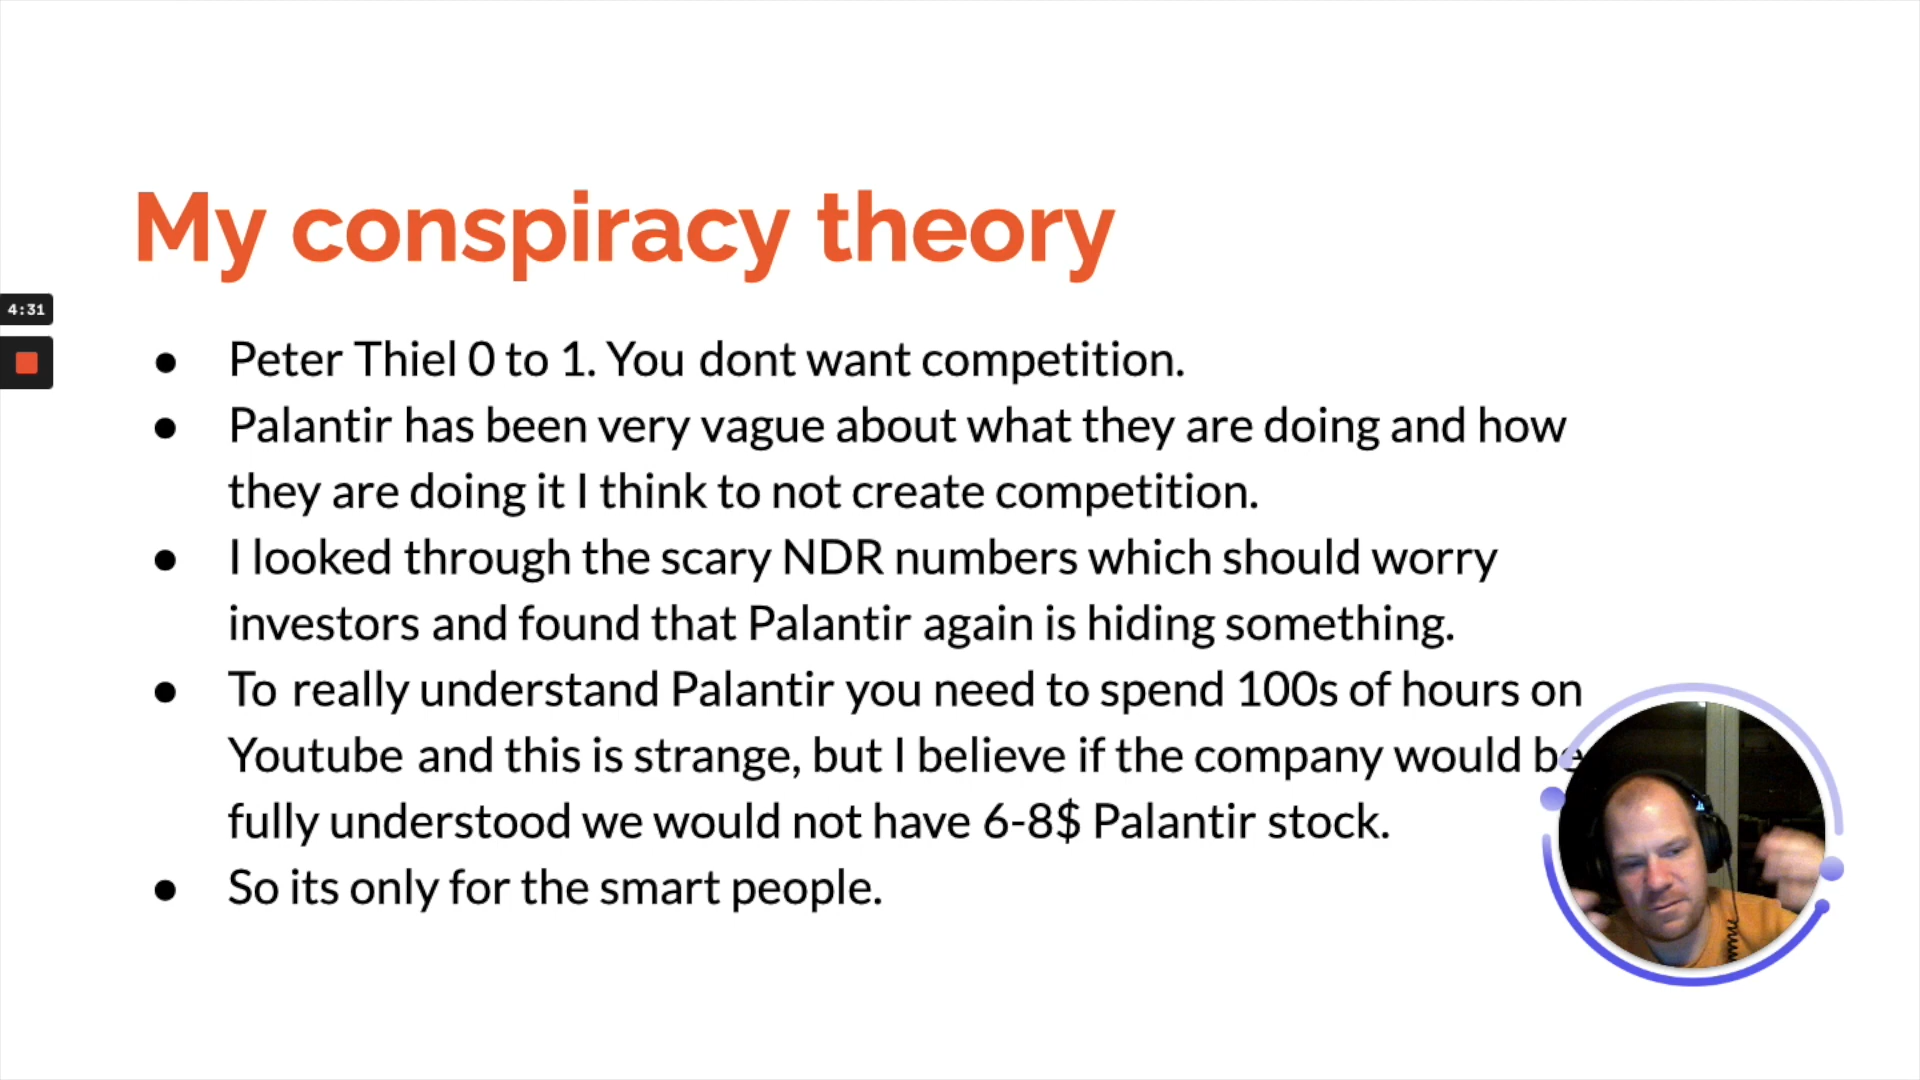 My conspiracy theory
4:31
● Peter Thiel 0 to 1. You dont want competition.
● Palantir has been very vague about what they are doing and how
they are doing it I think to not create competition.
● I looked through the scary NDR numbers which should worry
investors and found that Palantir again is hiding something.
● To really understand Palantir you need to spend 100s of hours on
Youtube and this is strange, but I believe if the company would be
fully understood we would not have 6-8$ Palantir stock.
● So its only for the smart people.